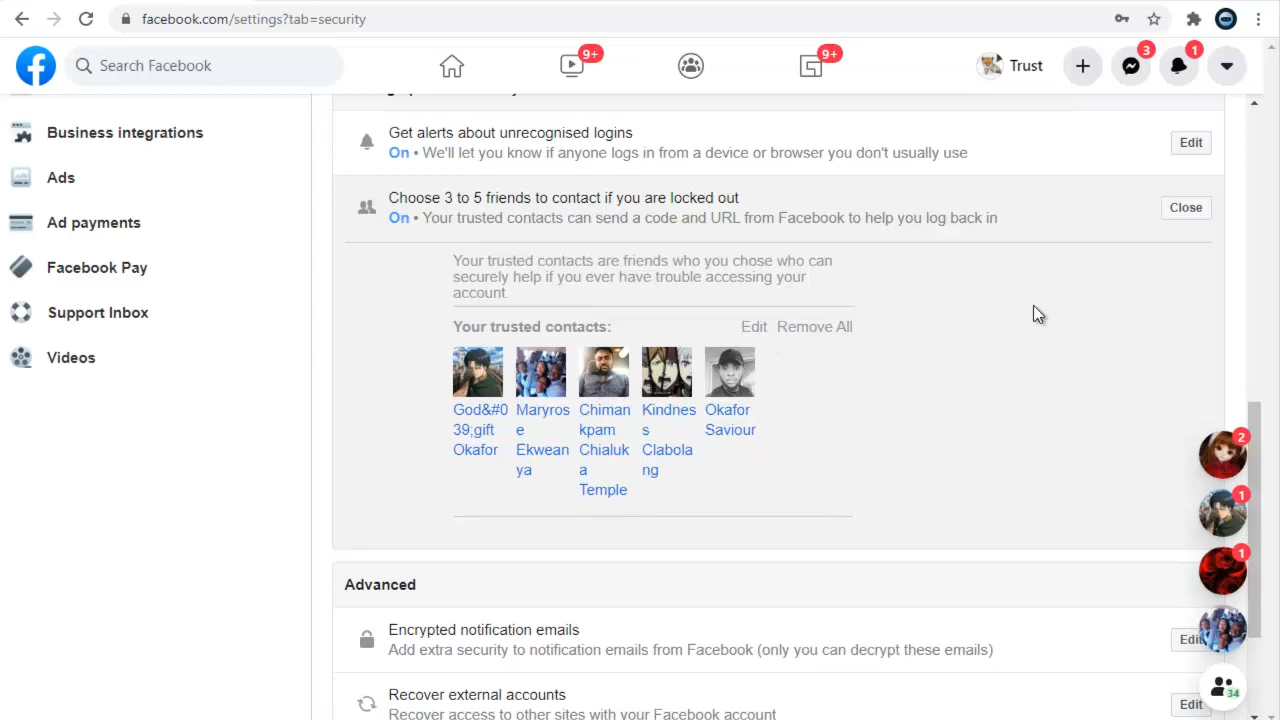 facebook.com/settings?tab=security
Search Facebook
9+
9+
Trust
3
1
Business integrations
Ads
Ad payments
Facebook Pay
Support Inbox
Videos
Get alerts about unrecognised logins
On • We'll let you know if anyone logs in from a device or browser you don't usually use
Edit
Choose 3 to 5 friends to contact if you are locked out
On • Your trusted contacts can send a code and URL from Facebook to help you log back in
Close
Your trusted contacts are friends who you chose who can
securely help if you ever have trouble accessing your
account.
Your trusted contacts:
Edit Remove All
God&#0
39;gift
Okafor
Maryros
e
Ekwean
ya
Chiman
kpam
Chialuk
a
Temple
Kindnes
s
Clabola
ng
Okafor
Saviour
2
1
1
Advanced
Encrypted notification emails
Add extra security to notification emails from Facebook (only you can decrypt these emails)
Edit
Recover external accounts
Recover access to other sites with your Facebook account
Edit
34